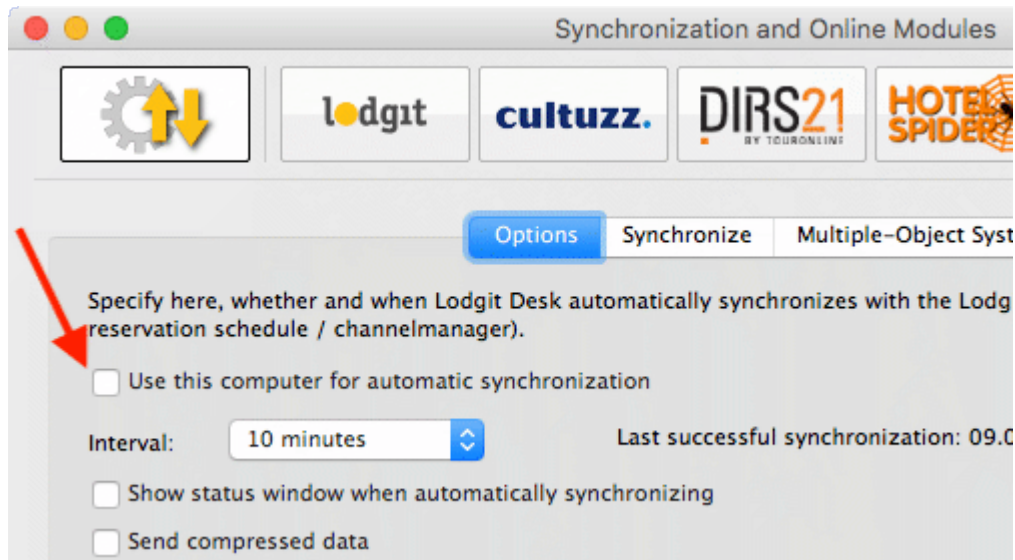 Synchronization and Online Modules
lodgit
cultuzz.
DIRS21
BY TOURONLINE
HOTEL
SPIDER
Options
Synchronize
Multiple-Object Syst
Specify here, whether and when Lodgit Desk automatically synchronizes with the Lodg
reservation schedule / channelmanager).
Use this computer for automatic synchronization
Interval:
10 minutes
Last successful synchronization: 09.0
Show status window when automatically synchronizing
Send compressed data